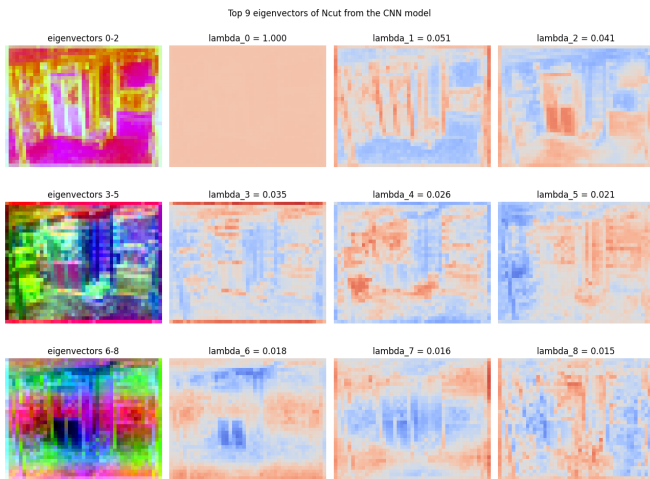 Top 9 eigenvectors of Ncut from the CNN model
eigenvectors 0-2 lambda_0 = 1.000 lambda_1 = 0.051 lambda_2 = 0.041
eigenvectors 3-5 lambda_3 = 0.035 lambda_4 = 0.026 lambda_5 = 0.021
eigenvectors 6-8 lambda_6 = 0.018 lambda_7 = 0.016 lambda_8 = 0.015